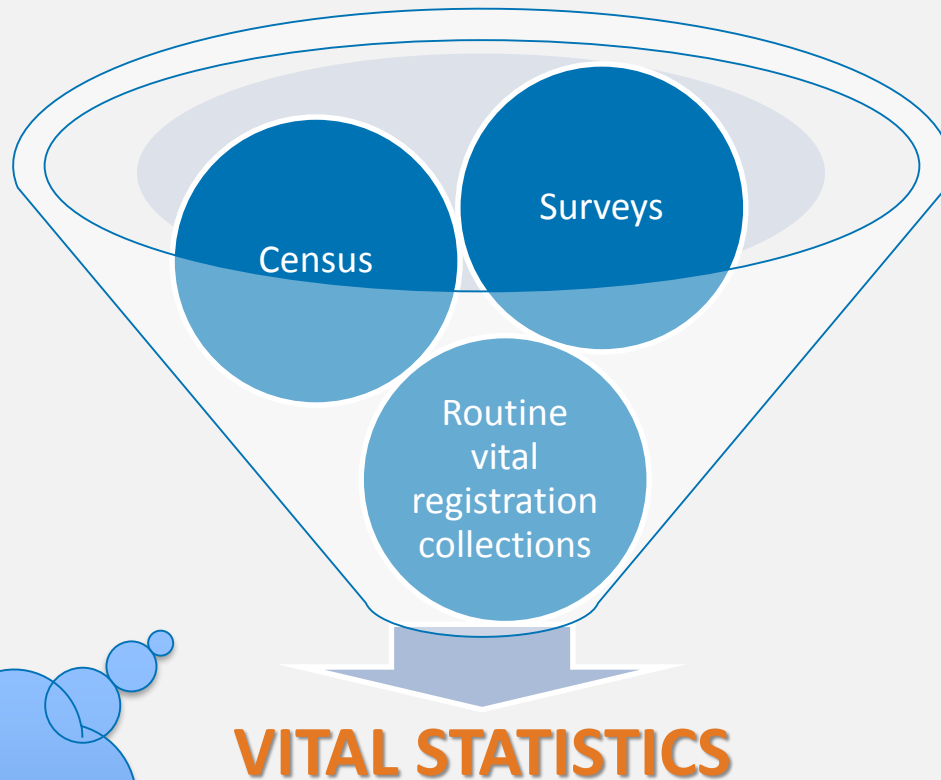 Surveys
Census
Routine
vital
registration
collections
VITAL STATISTICS